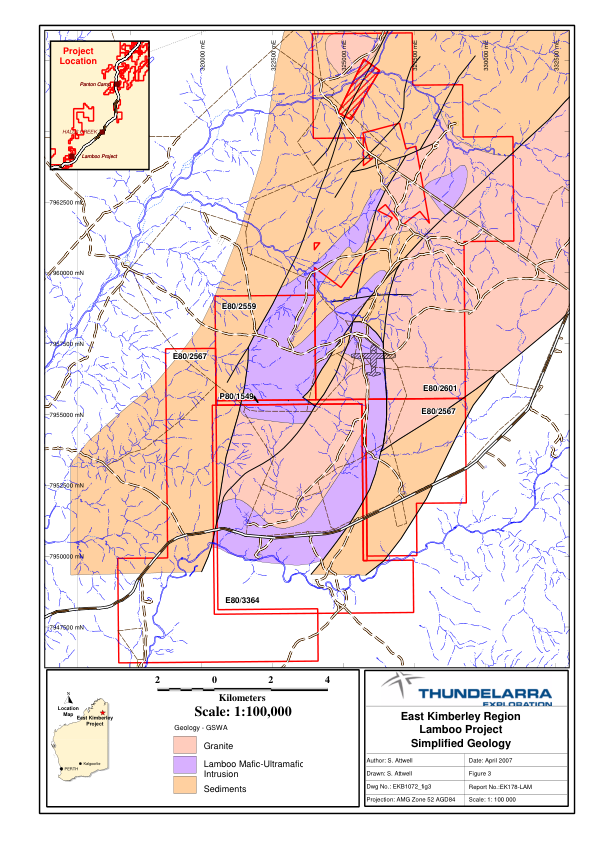 Project
Location
Panton Camp
Lamboo Project
320000 mE
322500 mE
325000 mE
330000 mE
7962500 mN
7960000 mN
7957500 mN
7955000 mN
7952500 mN
7950000 mN
7947500 mN
E80/2559
E80/2567
P80/1549
E80/2601
E80/2567
E80/3364
Location
Map
East Kimberley
Project
Kalgoorlie
PERTH
2 0 2 4
Kilometers
Scale: 1:100,000
Geology - GSWA
Granite
Lamboo Mafic-Ultramafic
Intrusion
Sediments
THUNDELARRA
EXPLORATION
East Kimberley Region
Lamboo Project
Simplified Geology
Author: S. Attwell
Date: April 2007
Drawn: S. Attwell
Figure 3
Dwg No.: EKB1072_fig3
Report No.:EK178-LAM
Projection: AMG Zone 52 AGD84
Scale: 1: 100 000